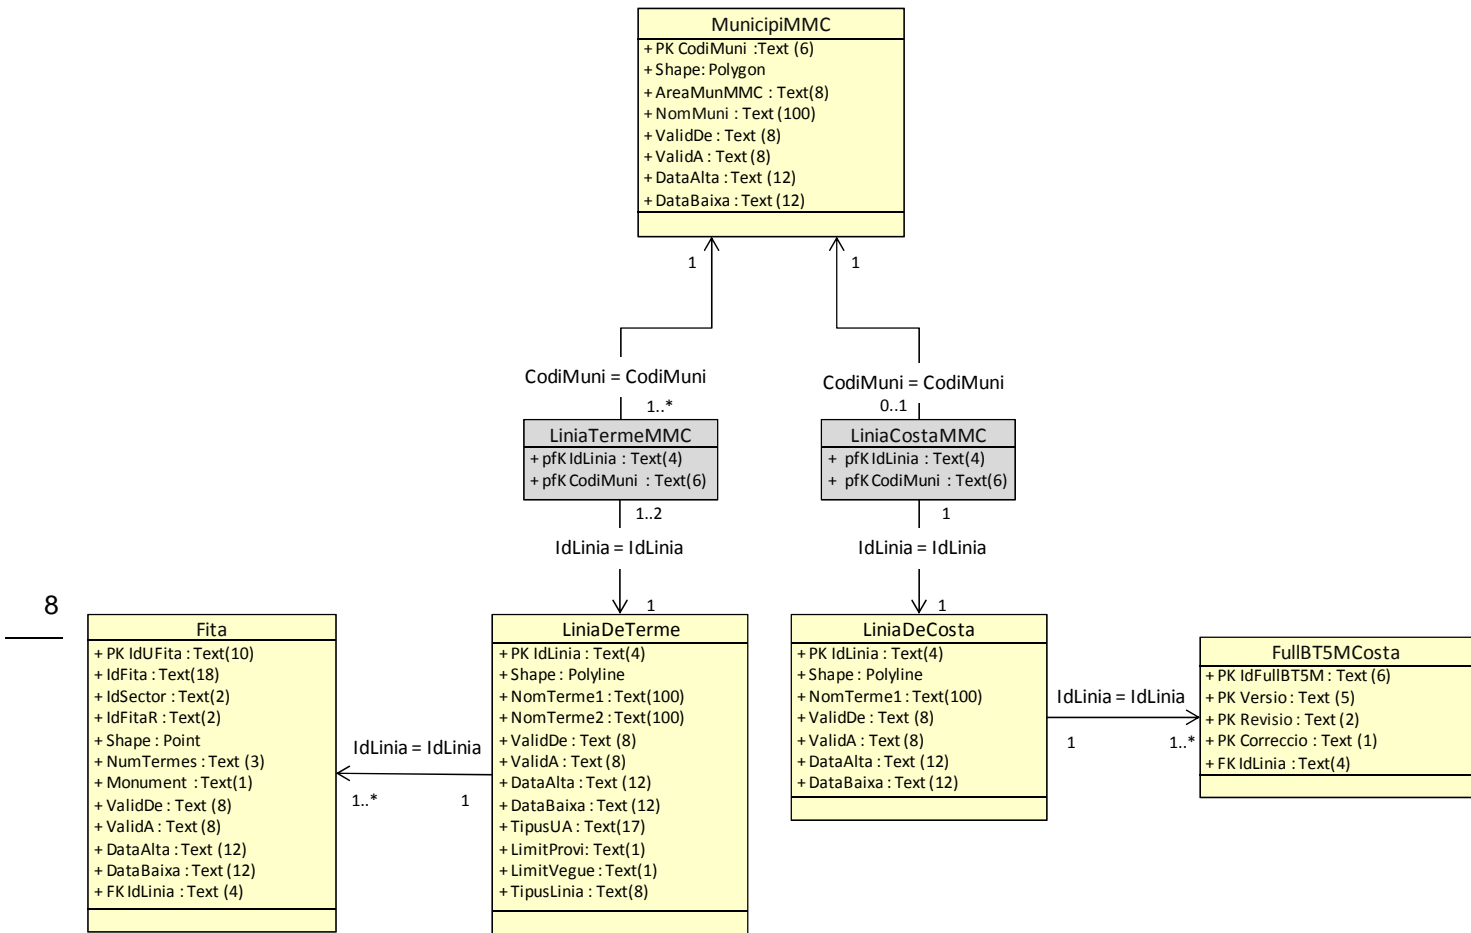 MunicipiMMC
+ PK CodiMuni :Text (6)
+ Shape: Polygon
+ AreaMunMMC : Text(8)
+ NomMuni : Text (100)
+ ValidDe : Text (8)
+ ValidA : Text (8)
+ DataAlta : Text (12)
+ DataBaixa : Text (12)
1
1
CodiMuni = CodiMuni
CodiMuni = CodiMuni
1..*
0..1
LiniaTermeMMC
+ pfK IdLinia : Text(4)
+ pfK CodiMuni : Text(6)
LiniaCostaMMC
+ pfK IdLinia : Text(4)
+ pfK CodiMuni : Text(6)
1..2
1
IdLinia = IdLinia
IdLinia = IdLinia
1
1
8
Fita
+ PK IdUFita : Text(10)
+ IdFita : Text(18)
+ IdSector : Text(2)
+ IdFitaR : Text(2)
+ Shape : Point
+ NumTermes : Text (3)
+ Monument : Text(1)
+ ValidDe : Text (8)
+ ValidA : Text (8)
+ DataAlta : Text (12)
+ DataBaixa : Text (12)
+ FK IdLinia : Text (4)
IdLinia = IdLinia
1..*
1
LiniaDeTerme
+ PK IdLinia : Text(4)
+ Shape : Polyline
+ NomTerme1 : Text(100)
+ NomTerme2 : Text(100)
+ ValidDe : Text (8)
+ ValidA : Text (8)
+ DataAlta : Text (12)
+ DataBaixa : Text (12)
+ TipusUA : Text(17)
+ LimitProvi: Text(1)
+ LimitVegue : Text(1)
+ TipusLinia : Text(8)
LiniaDeCosta
+ PK IdLinia : Text(4)
+ Shape : Polyline
+ NomTerme1 : Text(100)
+ ValidDe : Text (8)
+ ValidA : Text (8)
+ DataAlta : Text (12)
+ DataBaixa : Text (12)
IdLinia = IdLinia
1
1..*
FullBT5MCosta
+ PK IdFullBT5M : Text (6)
+ PK Versio : Text (5)
+ PK Revisio : Text (2)
+ PK Correccio : Text (1)
+ FK IdLinia : Text(4)